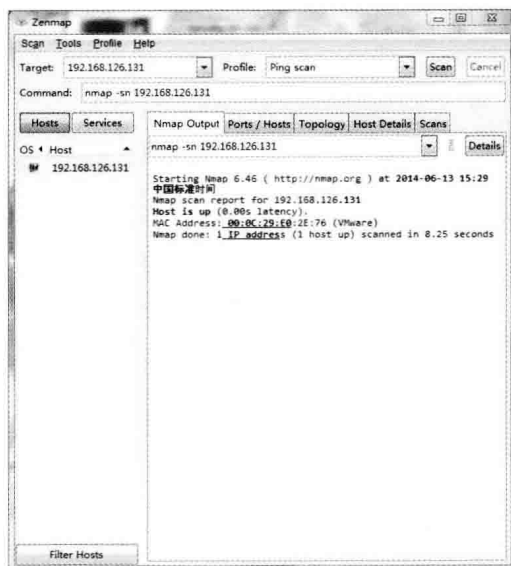 Zenmap
Scan Tools Profile Help
Target: 192.168.126.131 Profile: Ping scan Scan Cancel
Command: nmap -sn 192.168.126.131
Hosts Services Nmap Output Ports / Hosts Topology Host Details Scans
OS Host nmap -sn 192.168.126.131 Details
192.168.126.131
Starting Nmap 6.46 ( http://nmap.org ) at 2014-06-13 15:29
中国标准时间
Nmap scan report for 192.168.126.131
Host is up (0.00s latency).
MAC Address: 00:0C:29:E0:2E:76 (VMware)
Nmap done: 1 IP address (1 host up) scanned in 8.25 seconds
Filter Hosts